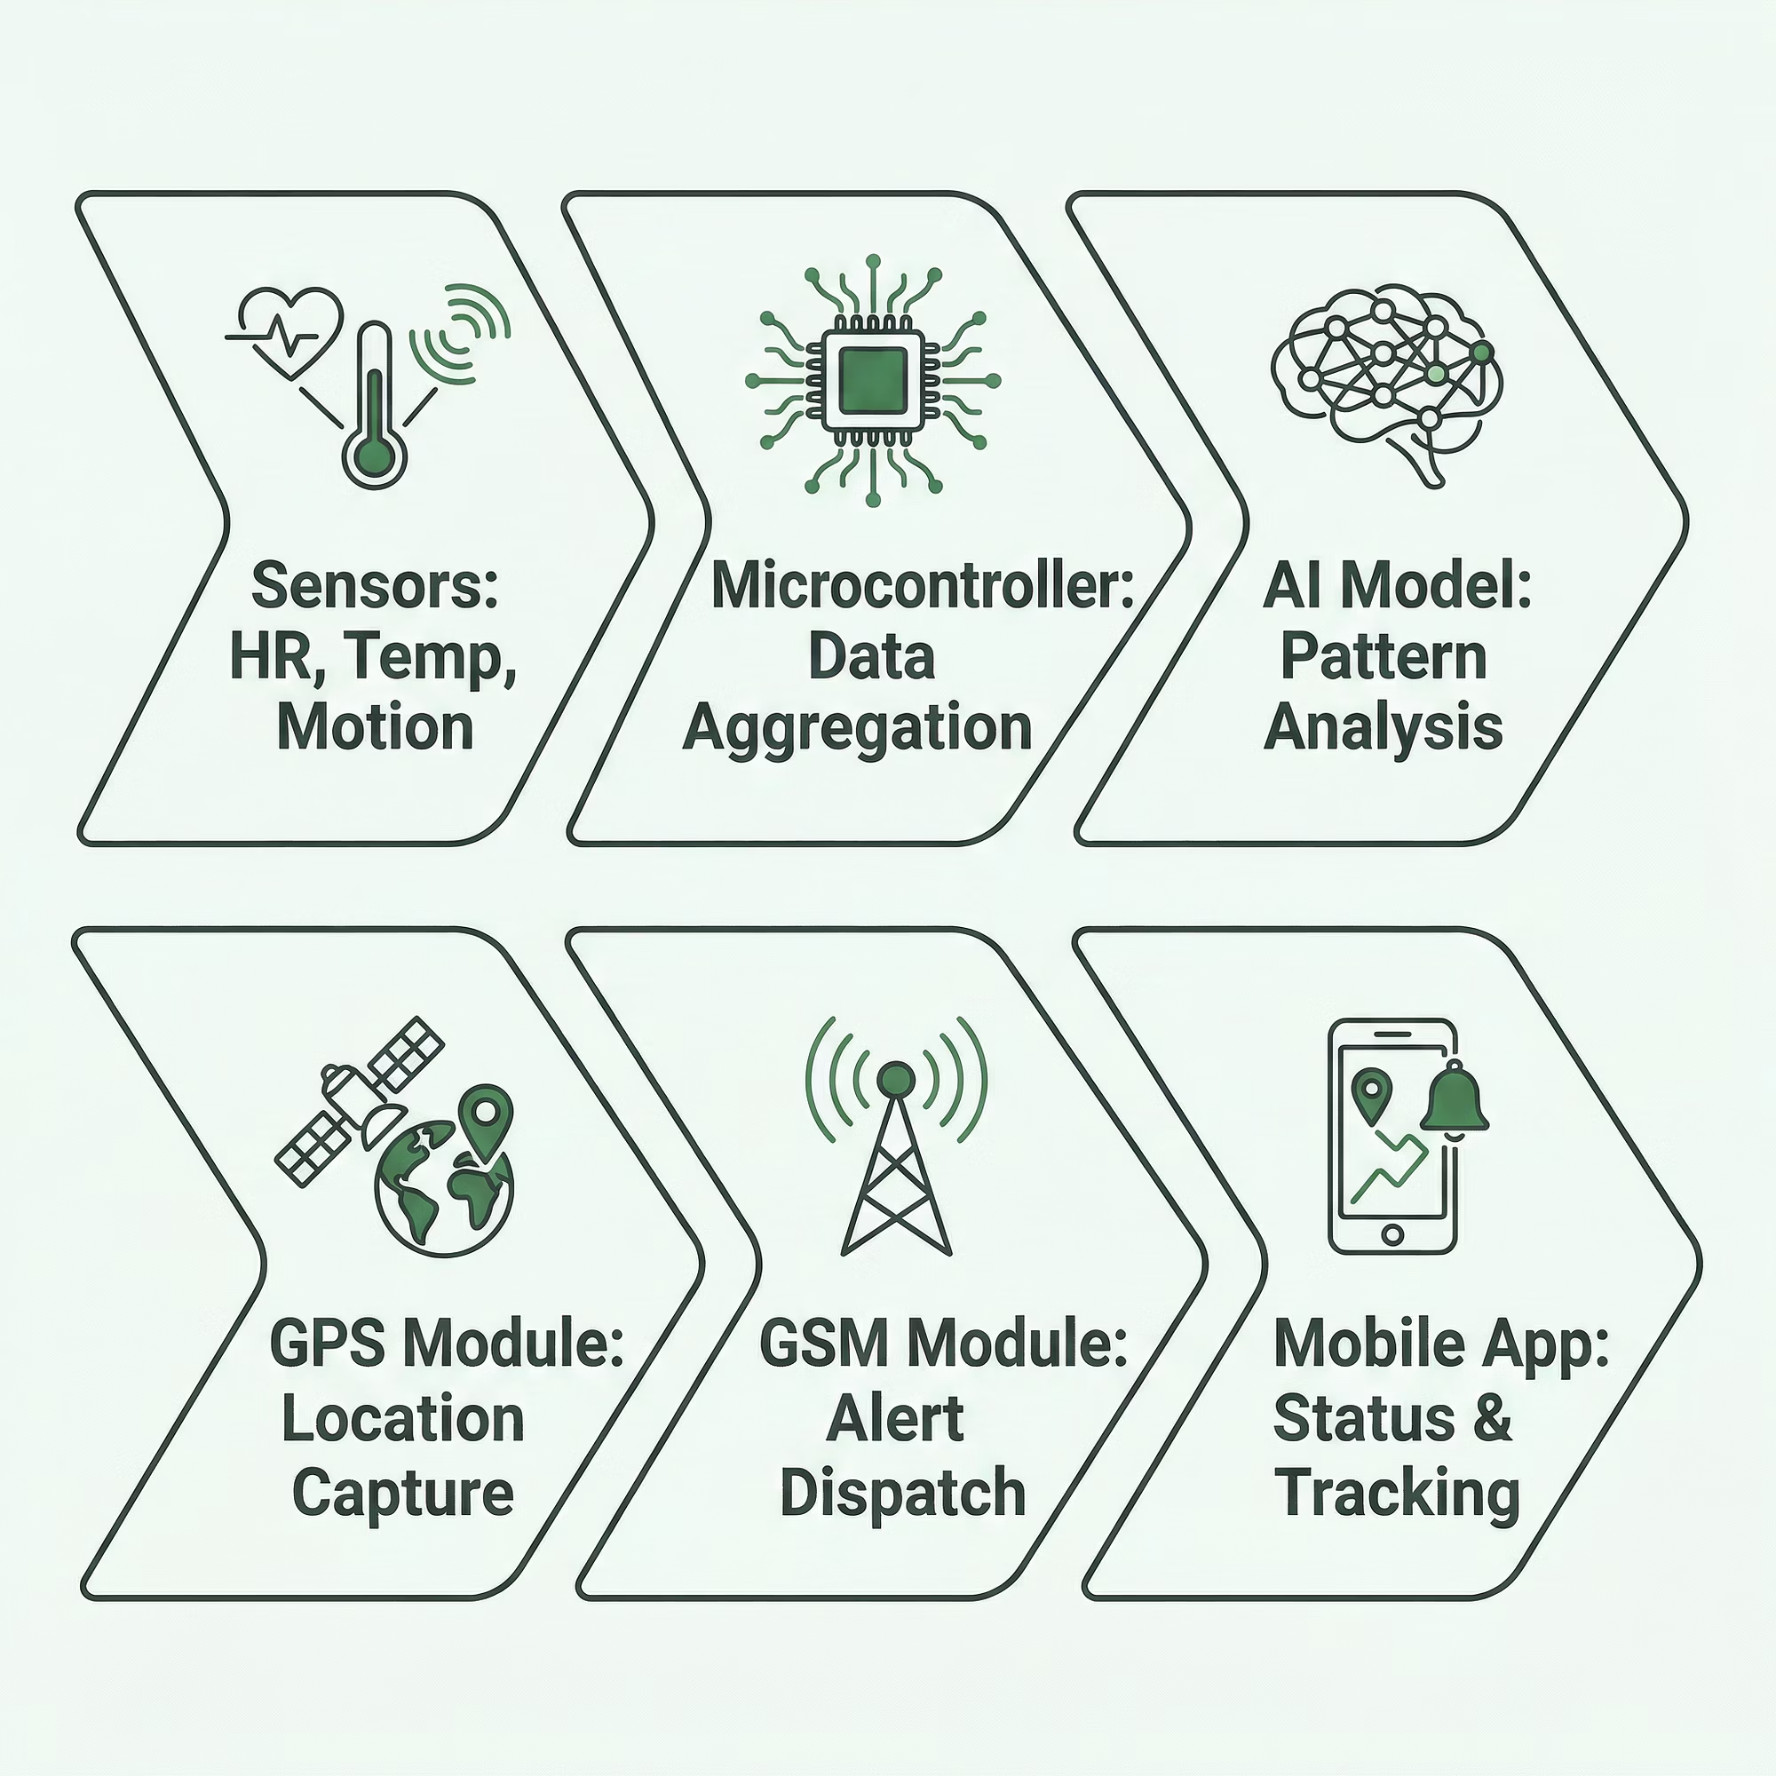 Sensors:
HR, Temp,
Motion
Microcontroller:
Data
Aggregation
AI Model:
Pattern
Analysis
GPS Module:
Location
Capture
GSM Module:
Alert
Dispatch
Mobile App:
Status &
Tracking